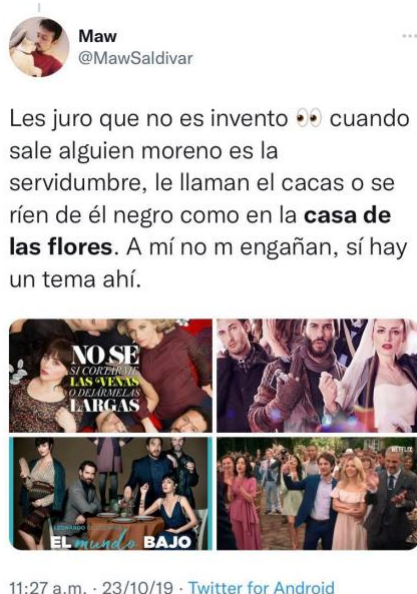 Maw
@MawSaldivar
Les juro que no es invento 👀 cuando
sale alguien moreno es la
servidumbre, le llaman el cacas o se
ríen de él negro como en la casa de
las flores. A mí no m engañan, sí hay
un tema ahí.
NO SÉ
SI CORTARME
LAS VENAS
O DEJÁRMELAS
LARGAS
NETFLIX
EL mundo BAJO
11:27 a.m. · 23/10/19 · Twitter for Android